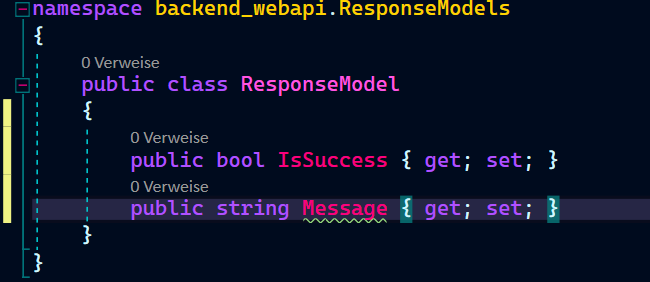 namespace backend_webapi.ResponseModels
{
0 Verweise
public class ResponseModel
{
0 Verweise
public bool IsSuccess { get; set; }
0 Verweise
public string Message { get; set; }
}
}